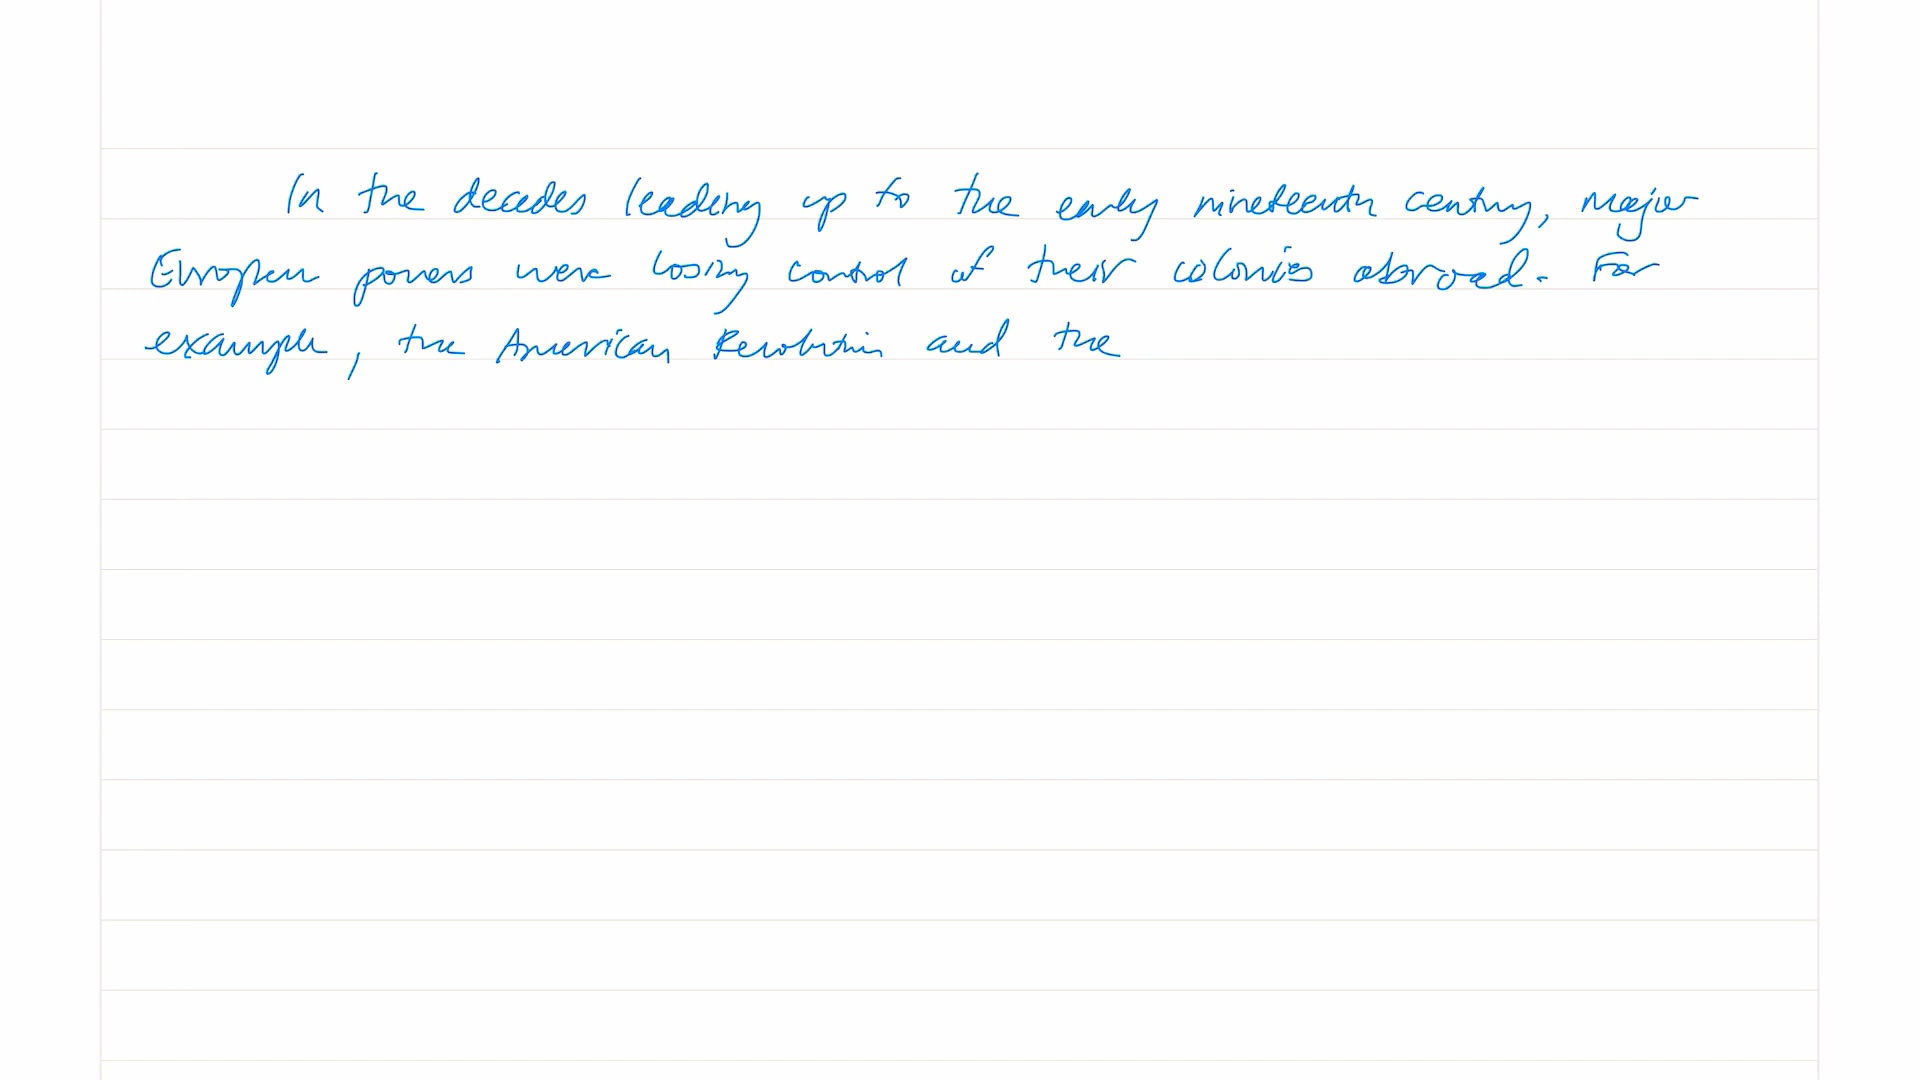 In the decades leading up to the early nineteenth century, major
European powers were losing control of their colonies abroad. For
example, the American Revolution and the